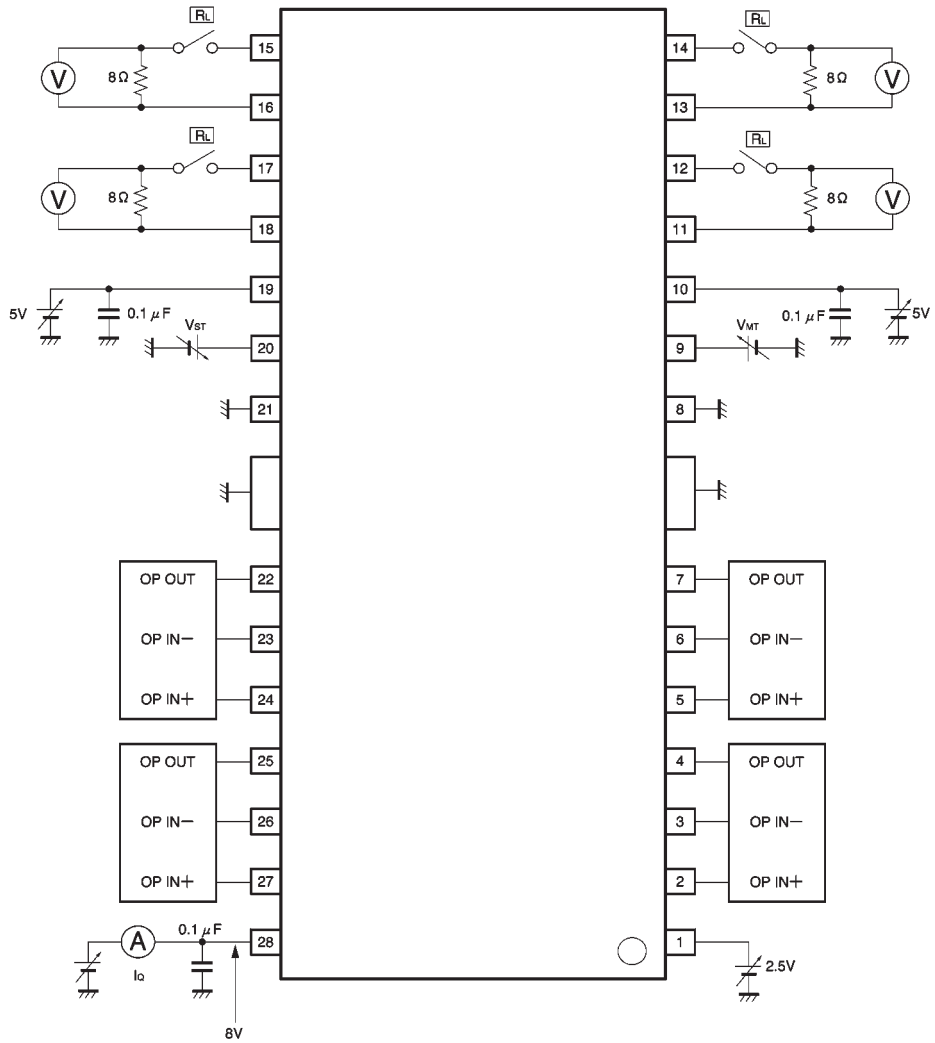 RL
RL
15
14
8Ω
V
8Ω
V
16
13
RL
RL
17
12
8Ω
V
8Ω
V
18
11
19
10
5V
0.1 μF
0.1 μF
5V
VST
VMT
20
9
21
8
OP OUT
22
7
OP OUT
OP IN−
23
6
OP IN−
OP IN+
24
5
OP IN+
OP OUT
25
4
OP OUT
OP IN−
26
3
OP IN−
OP IN+
27
2
OP IN+
0.1 μF
A
28
1
IQ
2.5V
8V